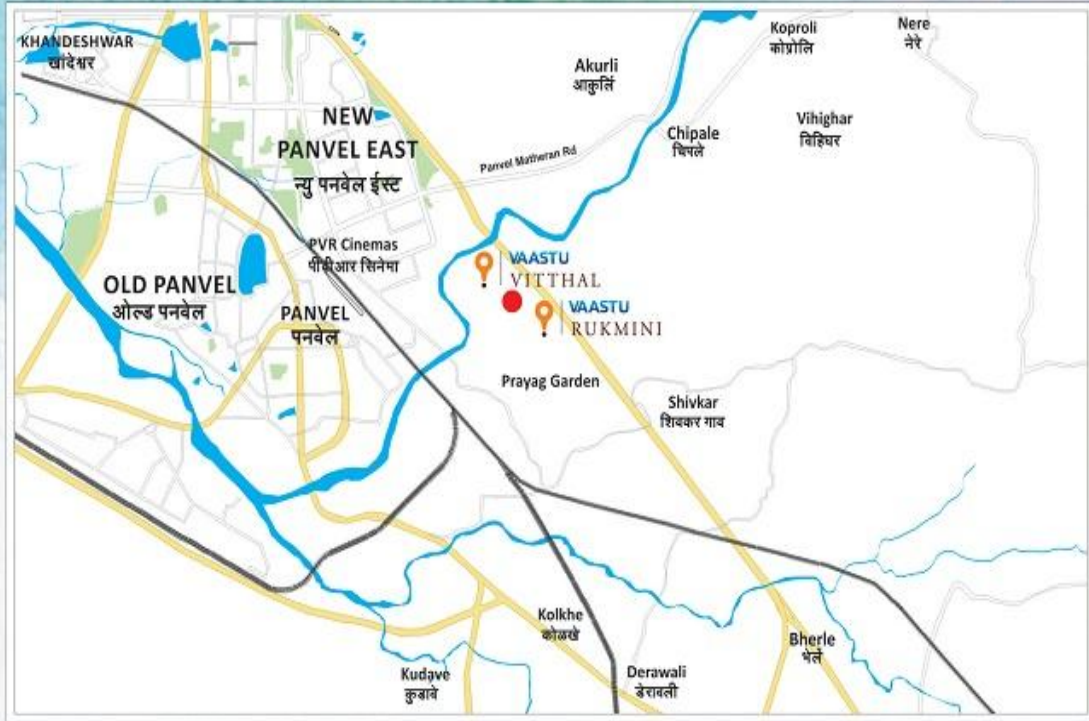 KHANDESHWAR
खांदेश्वर
Koproli
कोप्रोलि
Nere
नेरे
Akurli
आकुर्लि
NEW
PANVEL EAST
न्यु पनवेल ईस्ट
Chipale
चिपले
Vihighar
विहिघर
Panvel Matheran Rd
PVR Cinemas
पीव्हीआर सिनेमा
VAASTU
VITTHAL
OLD PANVEL
ओल्ड पनवेल
PANVEL
पनवेल
VAASTU
RUKMINI
Prayag Garden
Shivkar
शिवकर गाव
Kolkhe
कोळखे
Bherle
भेर्ले
Kudave
कुडावे
Derawali
डेरावली